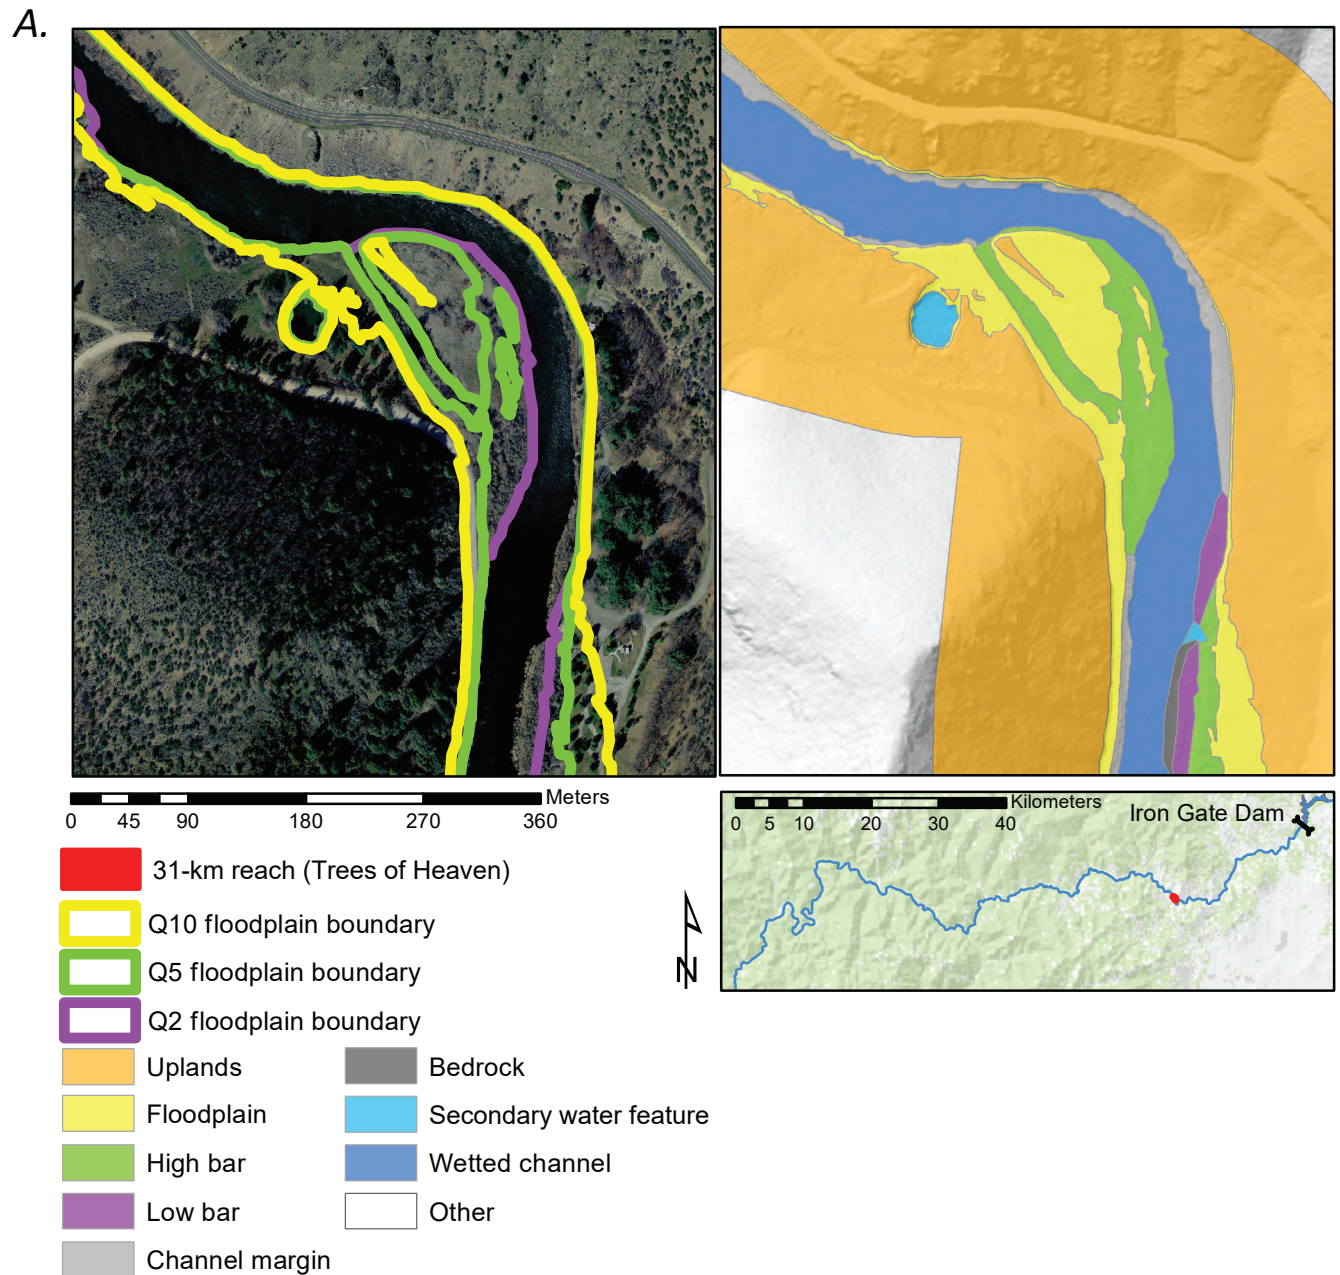 A.
Meters
0 45 90 180 270 360
Kilometers
0 5 10 20 30 40
Iron Gate Dam
N
31-km reach (Trees of Heaven)
Q10 floodplain boundary
Q5 floodplain boundary
Q2 floodplain boundary
Uplands
Floodplain
High bar
Low bar
Channel margin
Bedrock
Secondary water feature
Wetted channel
Other